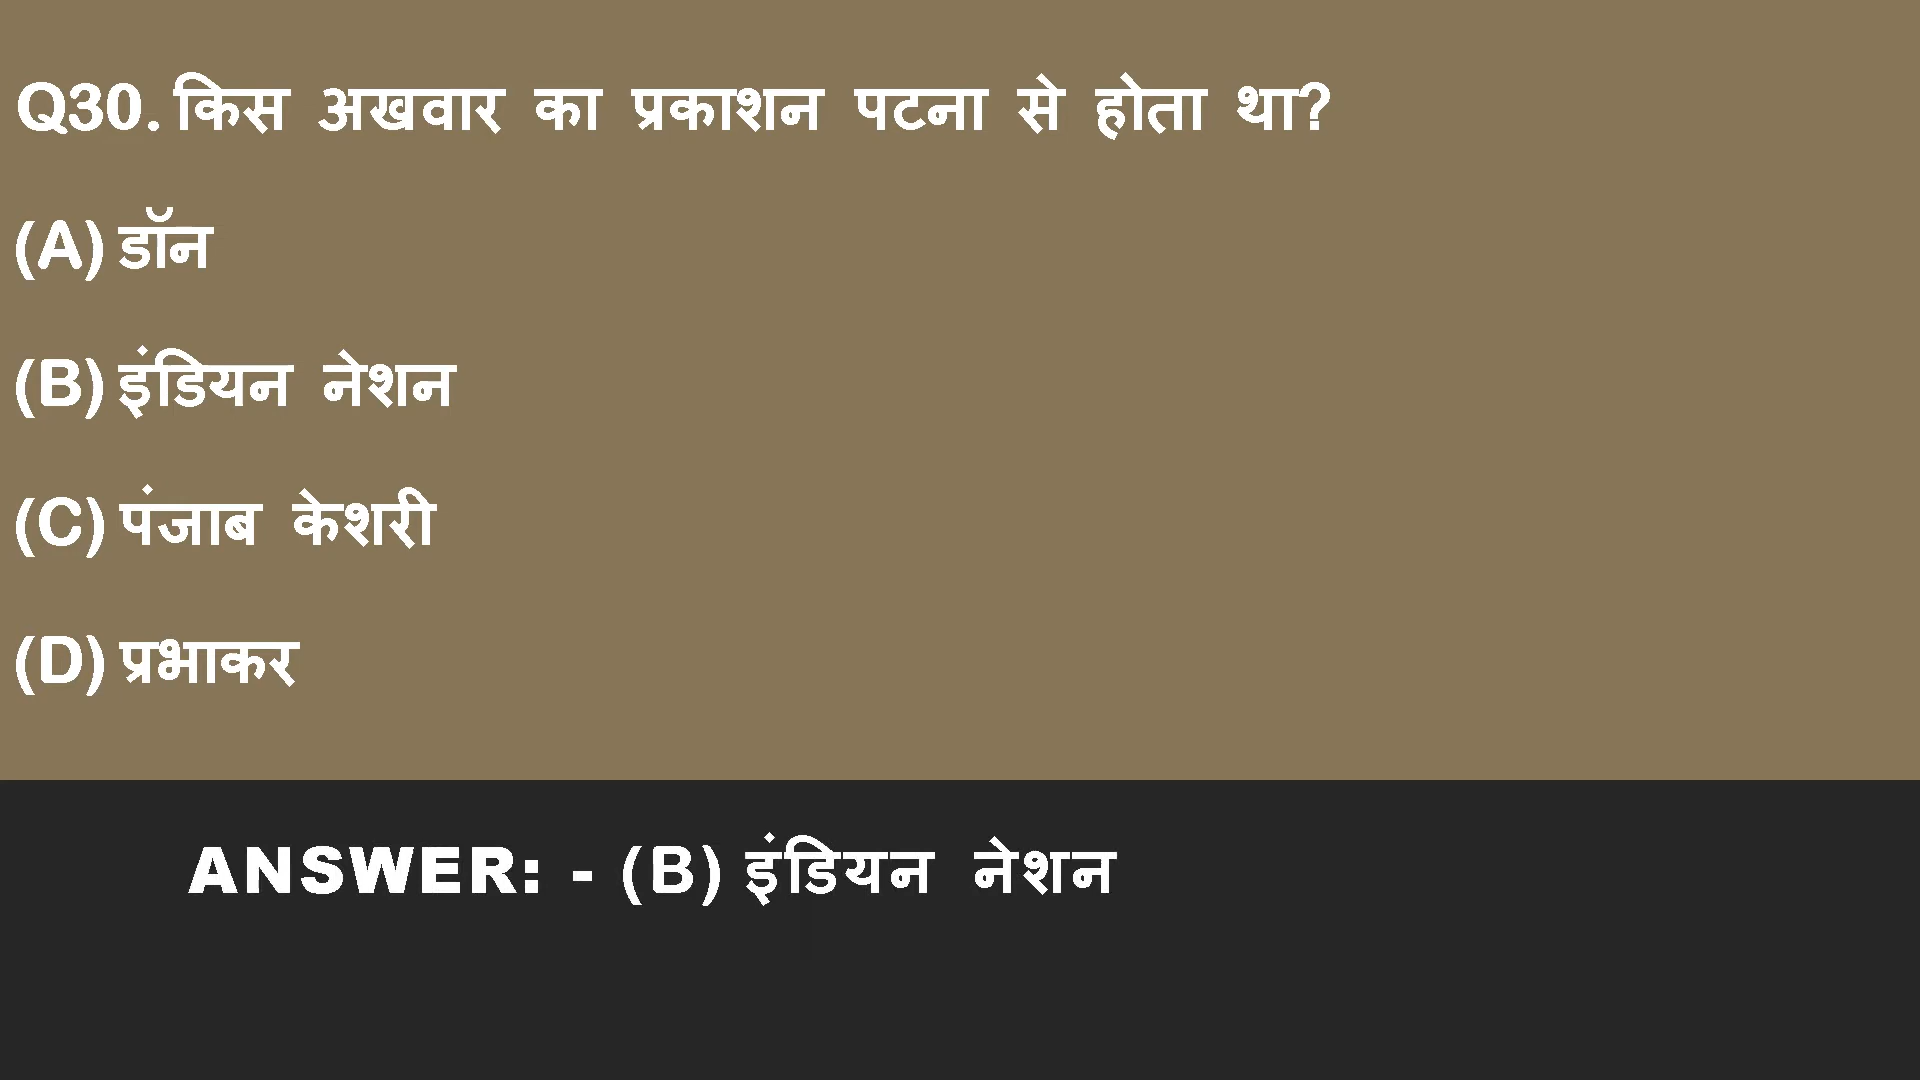 Q30. किस अखवार का प्रकाशन पटना से होता था?
(A) डॉन
(B) इंडियन नेशन
(C) पंजाब केशरी
(D) प्रभाकर
ANSWER: - (B) इंडियन नेशन